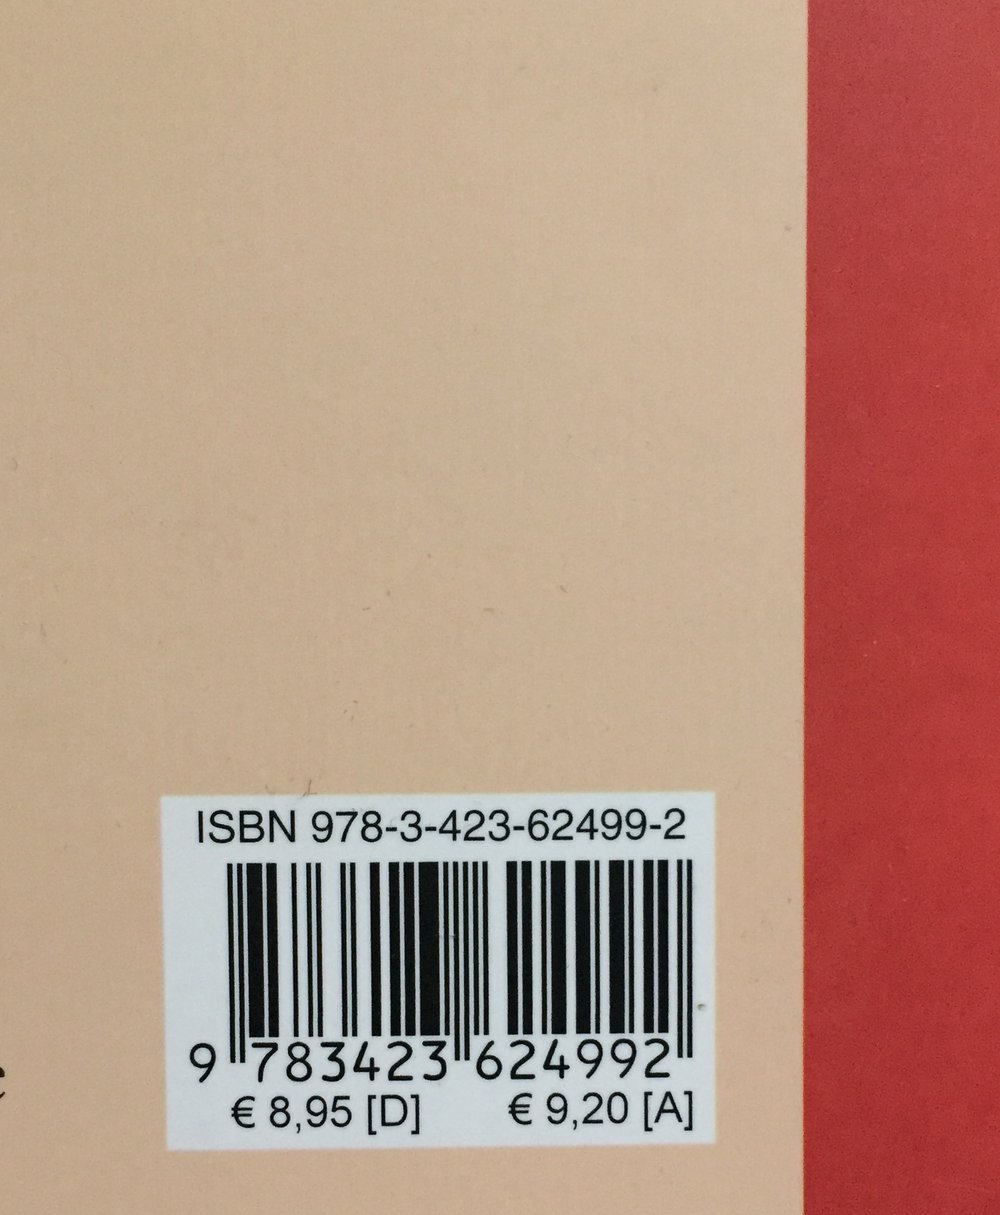 ISBN 978-3-423-62499-2
9 783423 624992
€ 8,95 [D] € 9,20 [A]